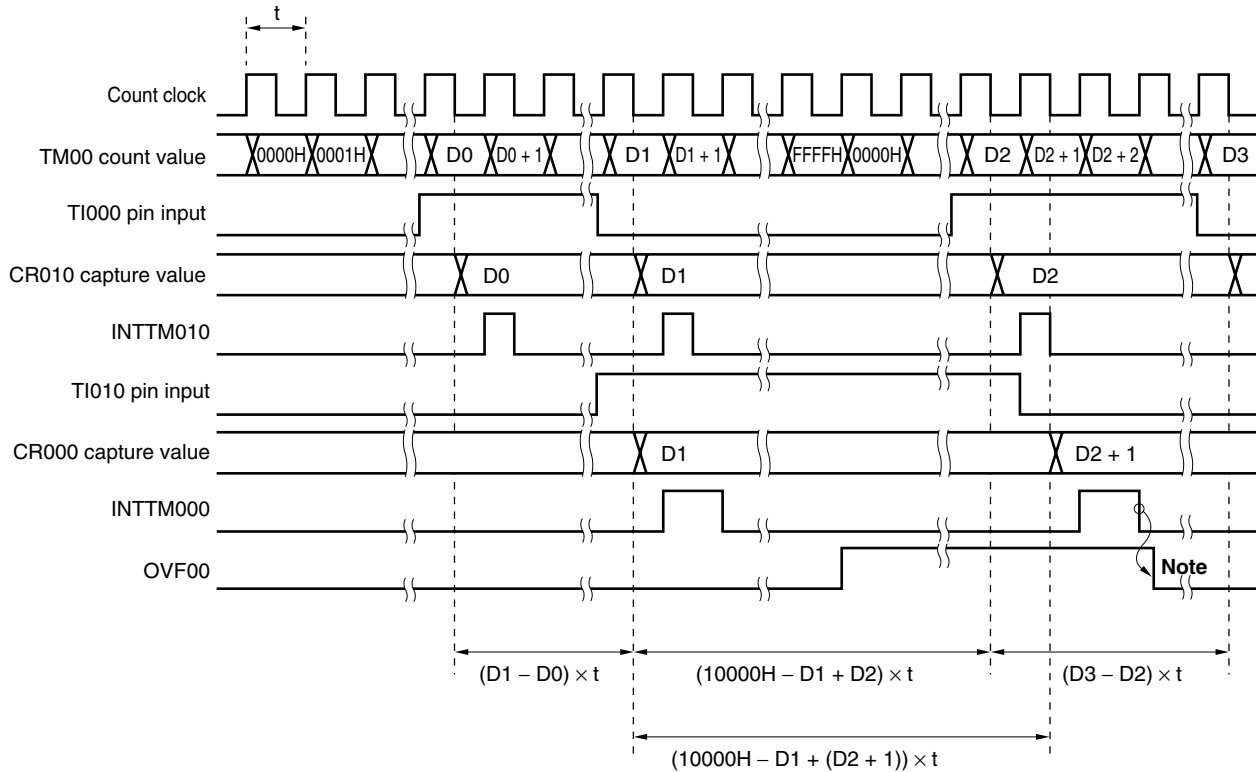 t
Count clock
TM00 count value 0000H 0001H D0 D0 + 1 D1 D1 + 1 FFFFH 0000H D2 D2 + 1 D2 + 2 D3
TI000 pin input
CR010 capture value D0 D1 D2
INTTM010
TI010 pin input
CR000 capture value D1 D2 + 1
INTTM000
Note
OVF00
(D1 – D0) × t (10000H – D1 + D2) × t (D3 – D2) × t
(10000H – D1 + (D2 + 1)) × t